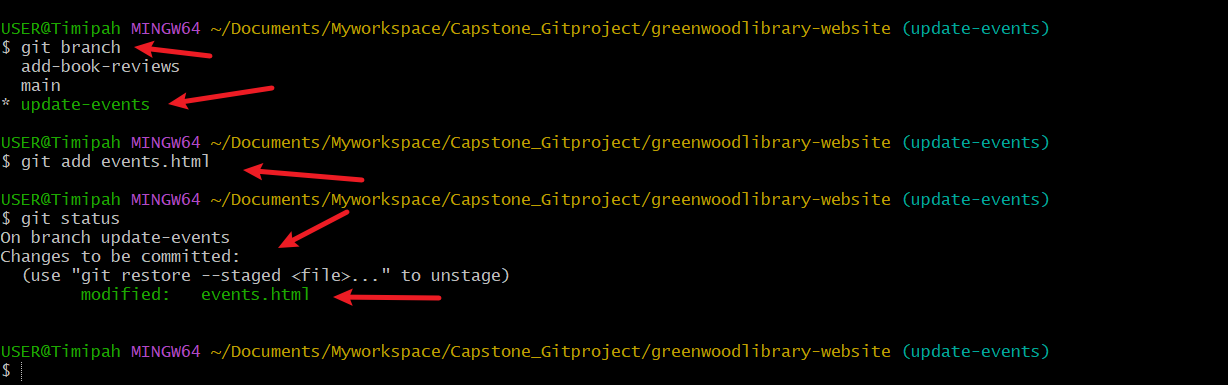 USER@Timipah MINGW64 ~/Documents/Myworkspace/Capstone_Gitproject/greenwoodlibrary-website (update-events)
$ git branch
  add-book-reviews
  main
* update-events
USER@Timipah MINGW64 ~/Documents/Myworkspace/Capstone_Gitproject/greenwoodlibrary-website (update-events)
$ git add events.html
USER@Timipah MINGW64 ~/Documents/Myworkspace/Capstone_Gitproject/greenwoodlibrary-website (update-events)
$ git status
On branch update-events
Changes to be committed:
  (use "git restore --staged <file>..." to unstage)
        modified:   events.html
USER@Timipah MINGW64 ~/Documents/Myworkspace/Capstone_Gitproject/greenwoodlibrary-website (update-events)
$